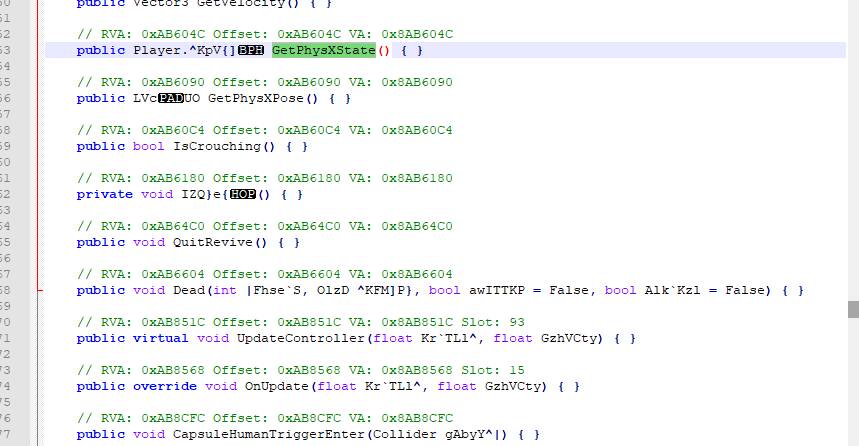 public Vector3 GetVelocity() { }
// RVA: 0xAB604C Offset: 0xAB604C VA: 0x8AB604C
public Player.^KpV{]BPH GetPhysXState() { }
// RVA: 0xAB6090 Offset: 0xAB6090 VA: 0x8AB6090
public LVcPADUO GetPhysXPose() { }
// RVA: 0xAB60C4 Offset: 0xAB60C4 VA: 0x8AB60C4
public bool IsCrouching() { }
// RVA: 0xAB6180 Offset: 0xAB6180 VA: 0x8AB6180
private void IZQ}e{HOP() { }
// RVA: 0xAB64C0 Offset: 0xAB64C0 VA: 0x8AB64C0
public void QuitRevive() { }
// RVA: 0xAB6604 Offset: 0xAB6604 VA: 0x8AB6604
public void Dead(int |Fhse`S, OlzD ^KFM]P}, bool awITTKP = False, bool Alk`Kzl = False) { }
// RVA: 0xAB851C Offset: 0xAB851C VA: 0x8AB851C Slot: 93
public virtual void UpdateController(float Kr`TLl^, float GzhVCty) { }
// RVA: 0xAB8568 Offset: 0xAB8568 VA: 0x8AB8568 Slot: 15
public override void OnUpdate(float Kr`TLl^, float GzhVCty) { }
// RVA: 0xAB8CFC Offset: 0xAB8CFC VA: 0x8AB8CFC
public void CapsuleHumanTriggerEnter(Collider gAbyY^|) { }